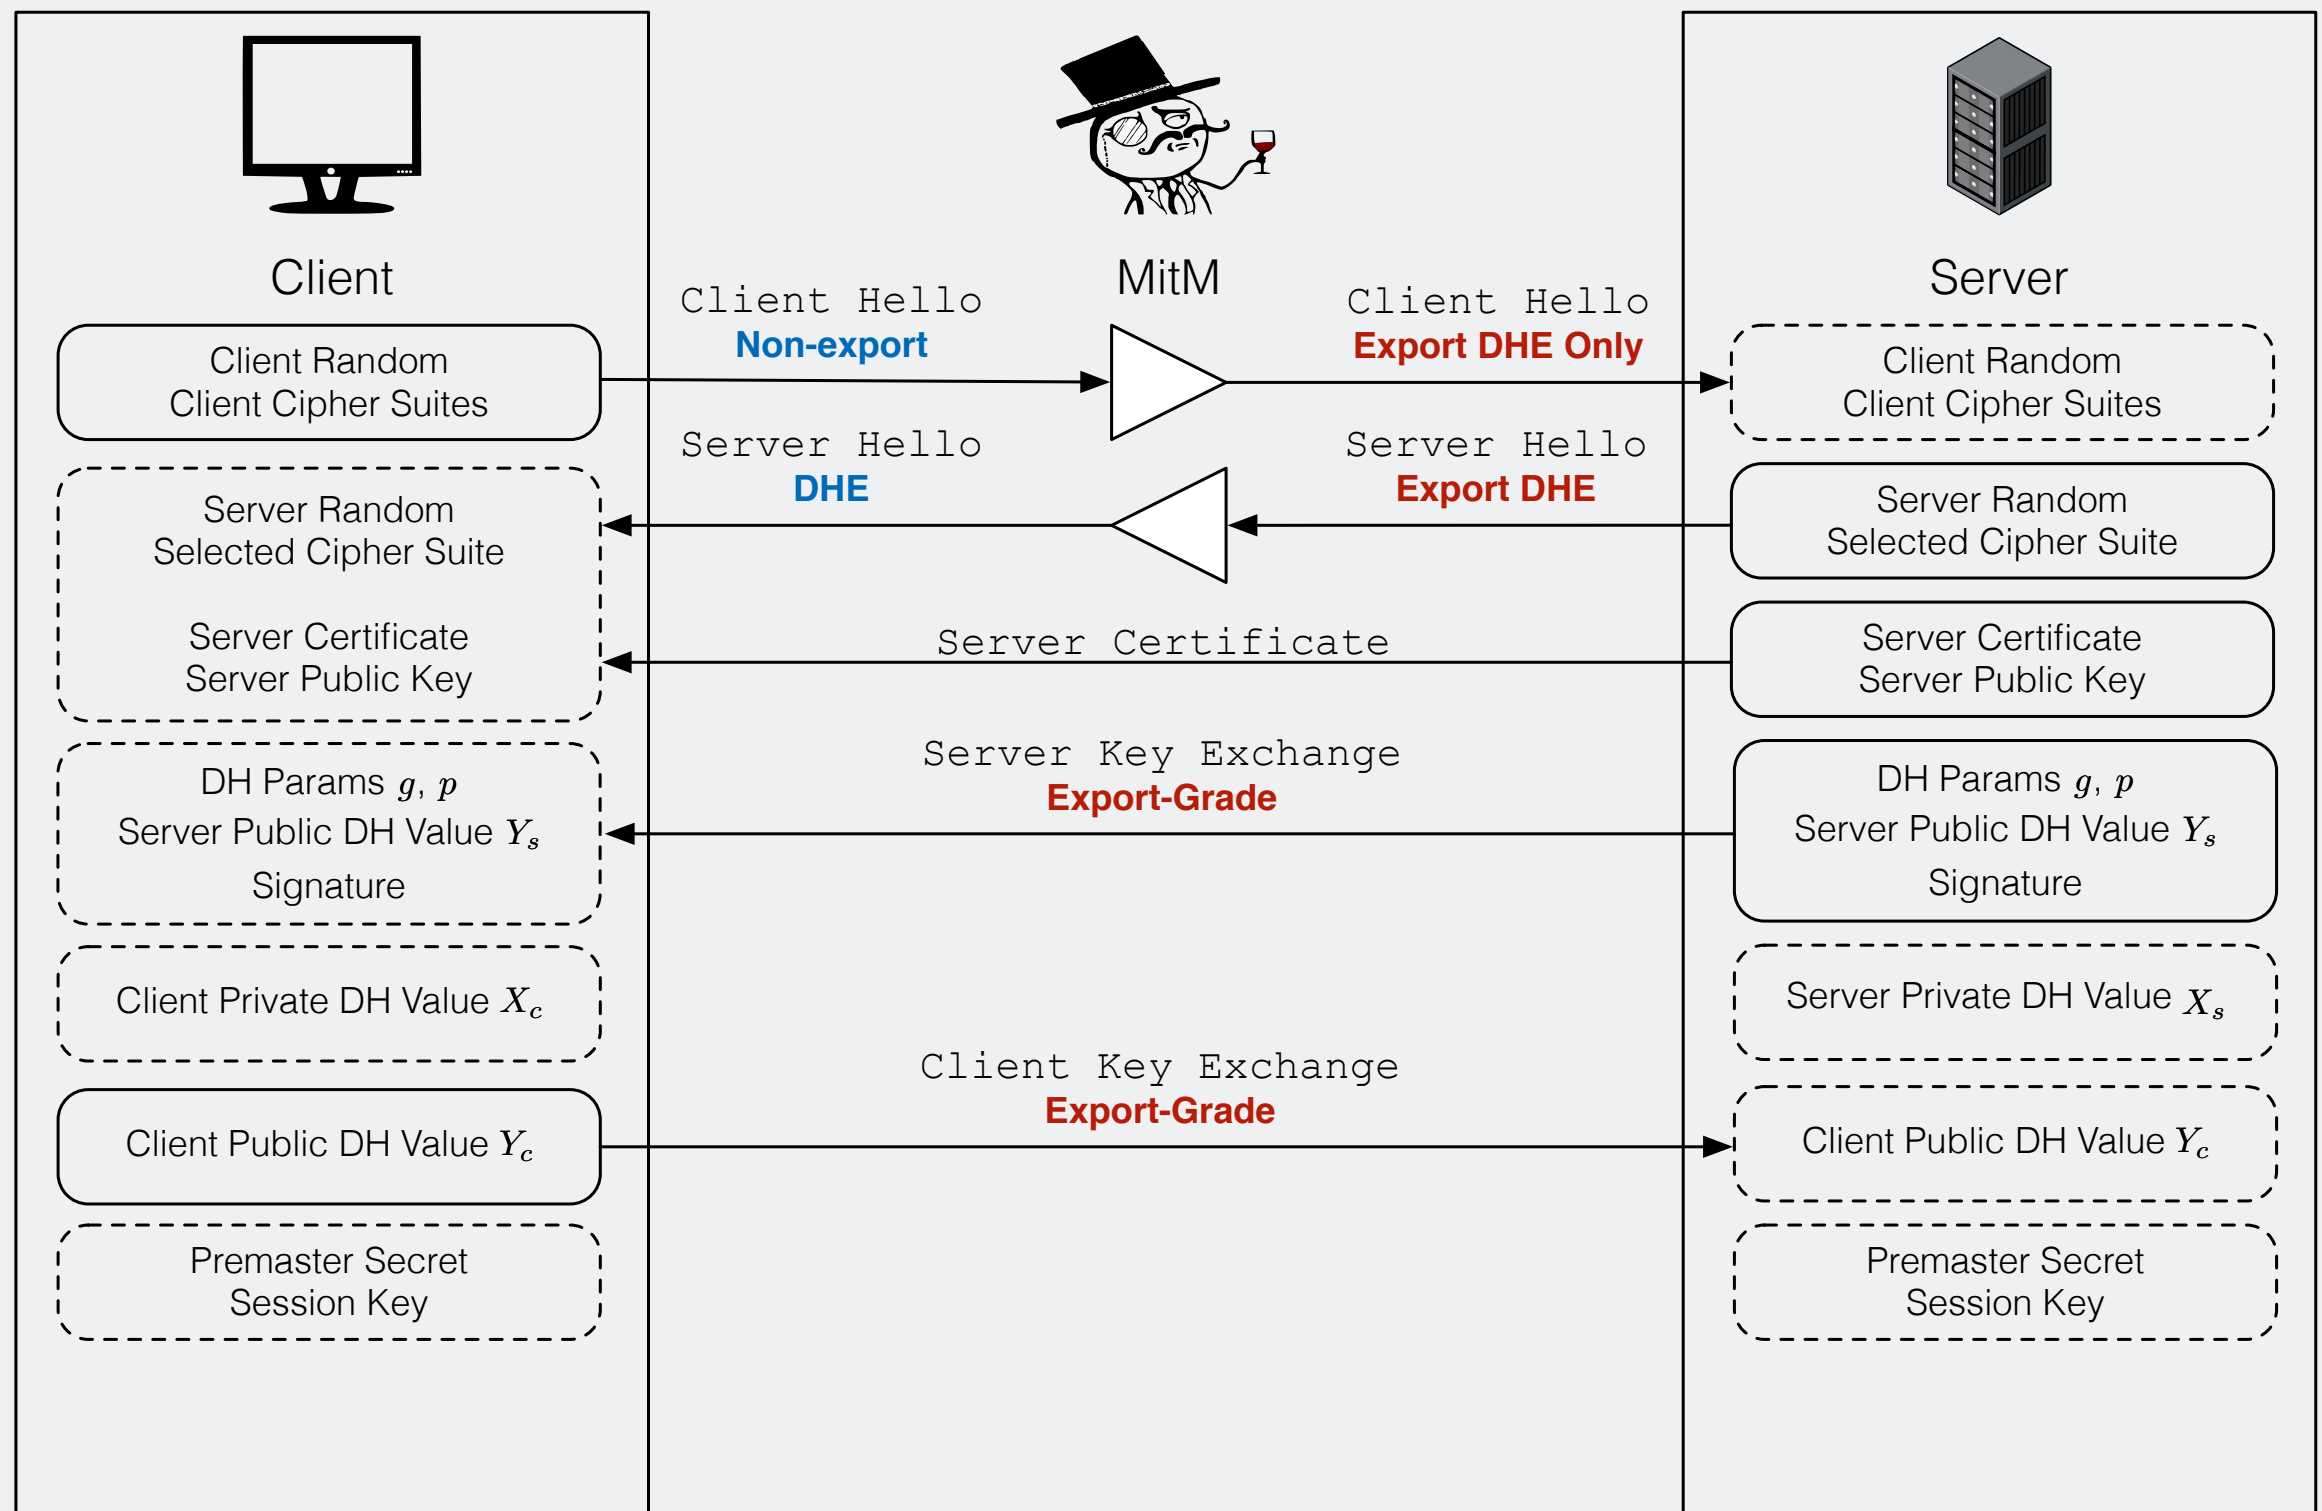 Client
MitM
Server
Client Hello
Non-export
Client Hello
Export DHE Only
Client Random
Client Cipher Suites
Client Random
Client Cipher Suites
Server Hello
DHE
Server Hello
Export DHE
Server Random
Selected Cipher Suite
Server Random
Selected Cipher Suite
Server Certificate
Server Public Key
Server Certificate
Server Certificate
Server Public Key
Server Key Exchange
Export-Grade
DH Params g, p
Server Public DH Value Yₛ
Signature
DH Params g, p
Server Public DH Value Yₛ
Signature
Client Private DH Value X_c
Server Private DH Value Xₛ
Client Key Exchange
Export-Grade
Client Public DH Value Y_c
Client Public DH Value Y_c
Premaster Secret
Session Key
Premaster Secret
Session Key